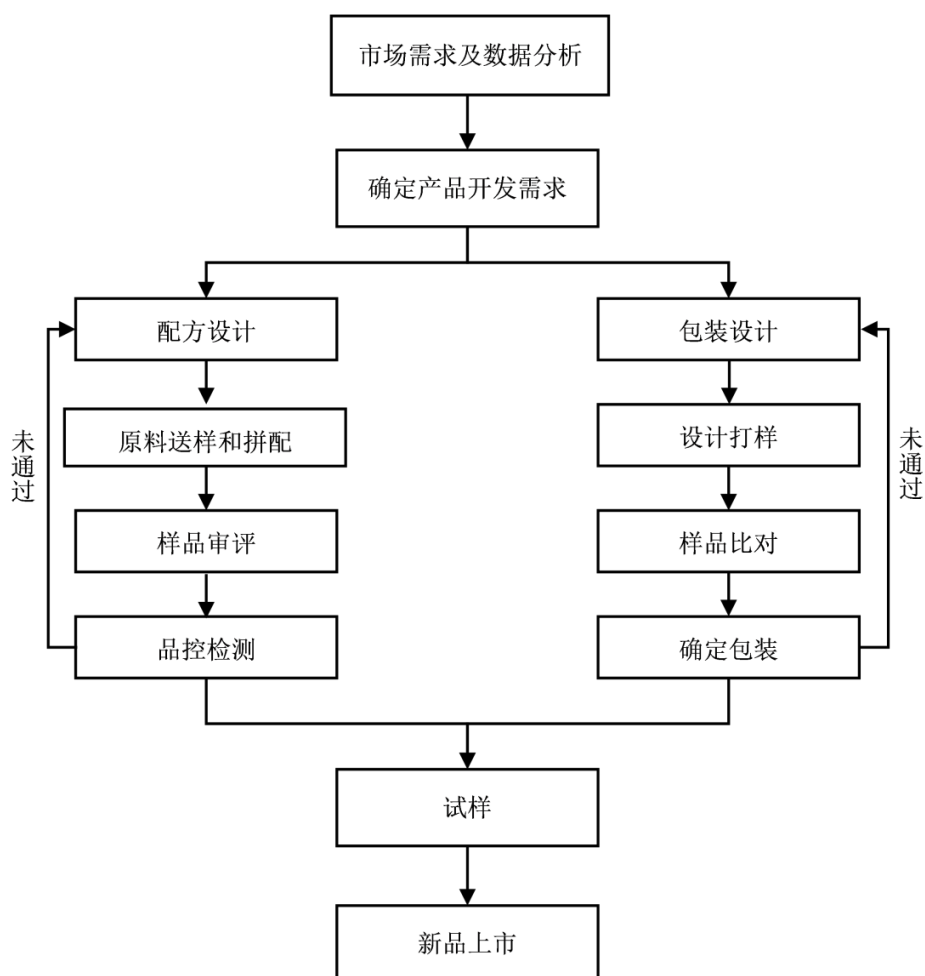 市场需求及数据分析
确定产品开发需求
配方设计
包装设计
原料送样和拼配
设计打样
未通过
未通过
样品审评
样品比对
品控检测
确定包装
试样
新品上市